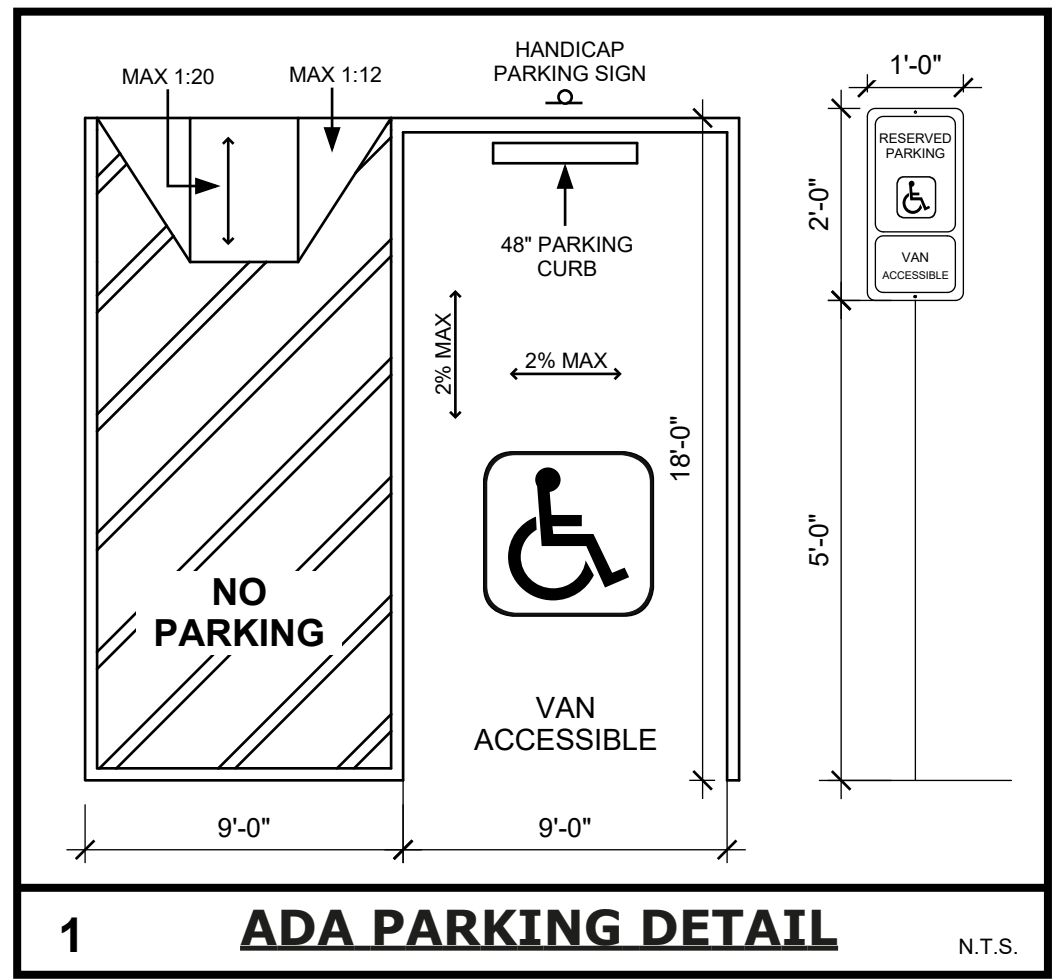 HANDICAP
PARKING SIGN
MAX 1:20
MAX 1:12
48" PARKING
CURB
2% MAX
2% MAX
18'-0"
NO
PARKING
VAN
ACCESSIBLE
9'-0"
9'-0"
1'-0"
2'-0"
RESERVED
PARKING
VAN
ACCESSIBLE
5'-0"
1
ADA PARKING DETAIL
N.T.S.